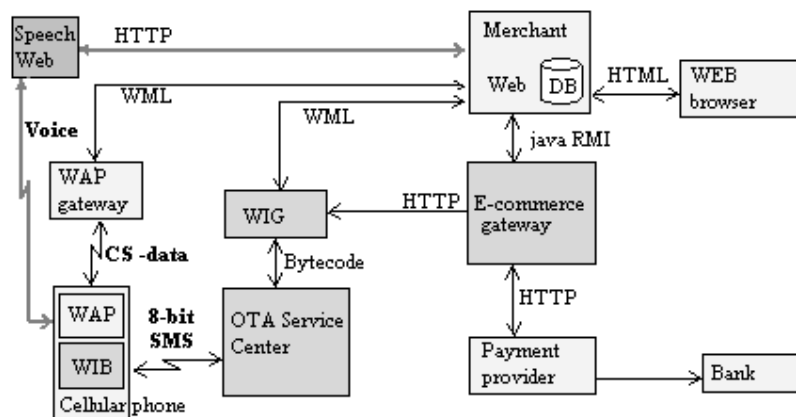 Speech
Web
HTTP
Merchant
Web
DB
HTML
WEB
browser
WML
WML
Voice
java RMI
WAP
gateway
WIG
HTTP
E-commerce
gateway
CS -data
Bytecode
HTTP
WAP
8-bit
SMS
OTA Service
Center
WIB
Payment
provider
Bank
Cellular phone